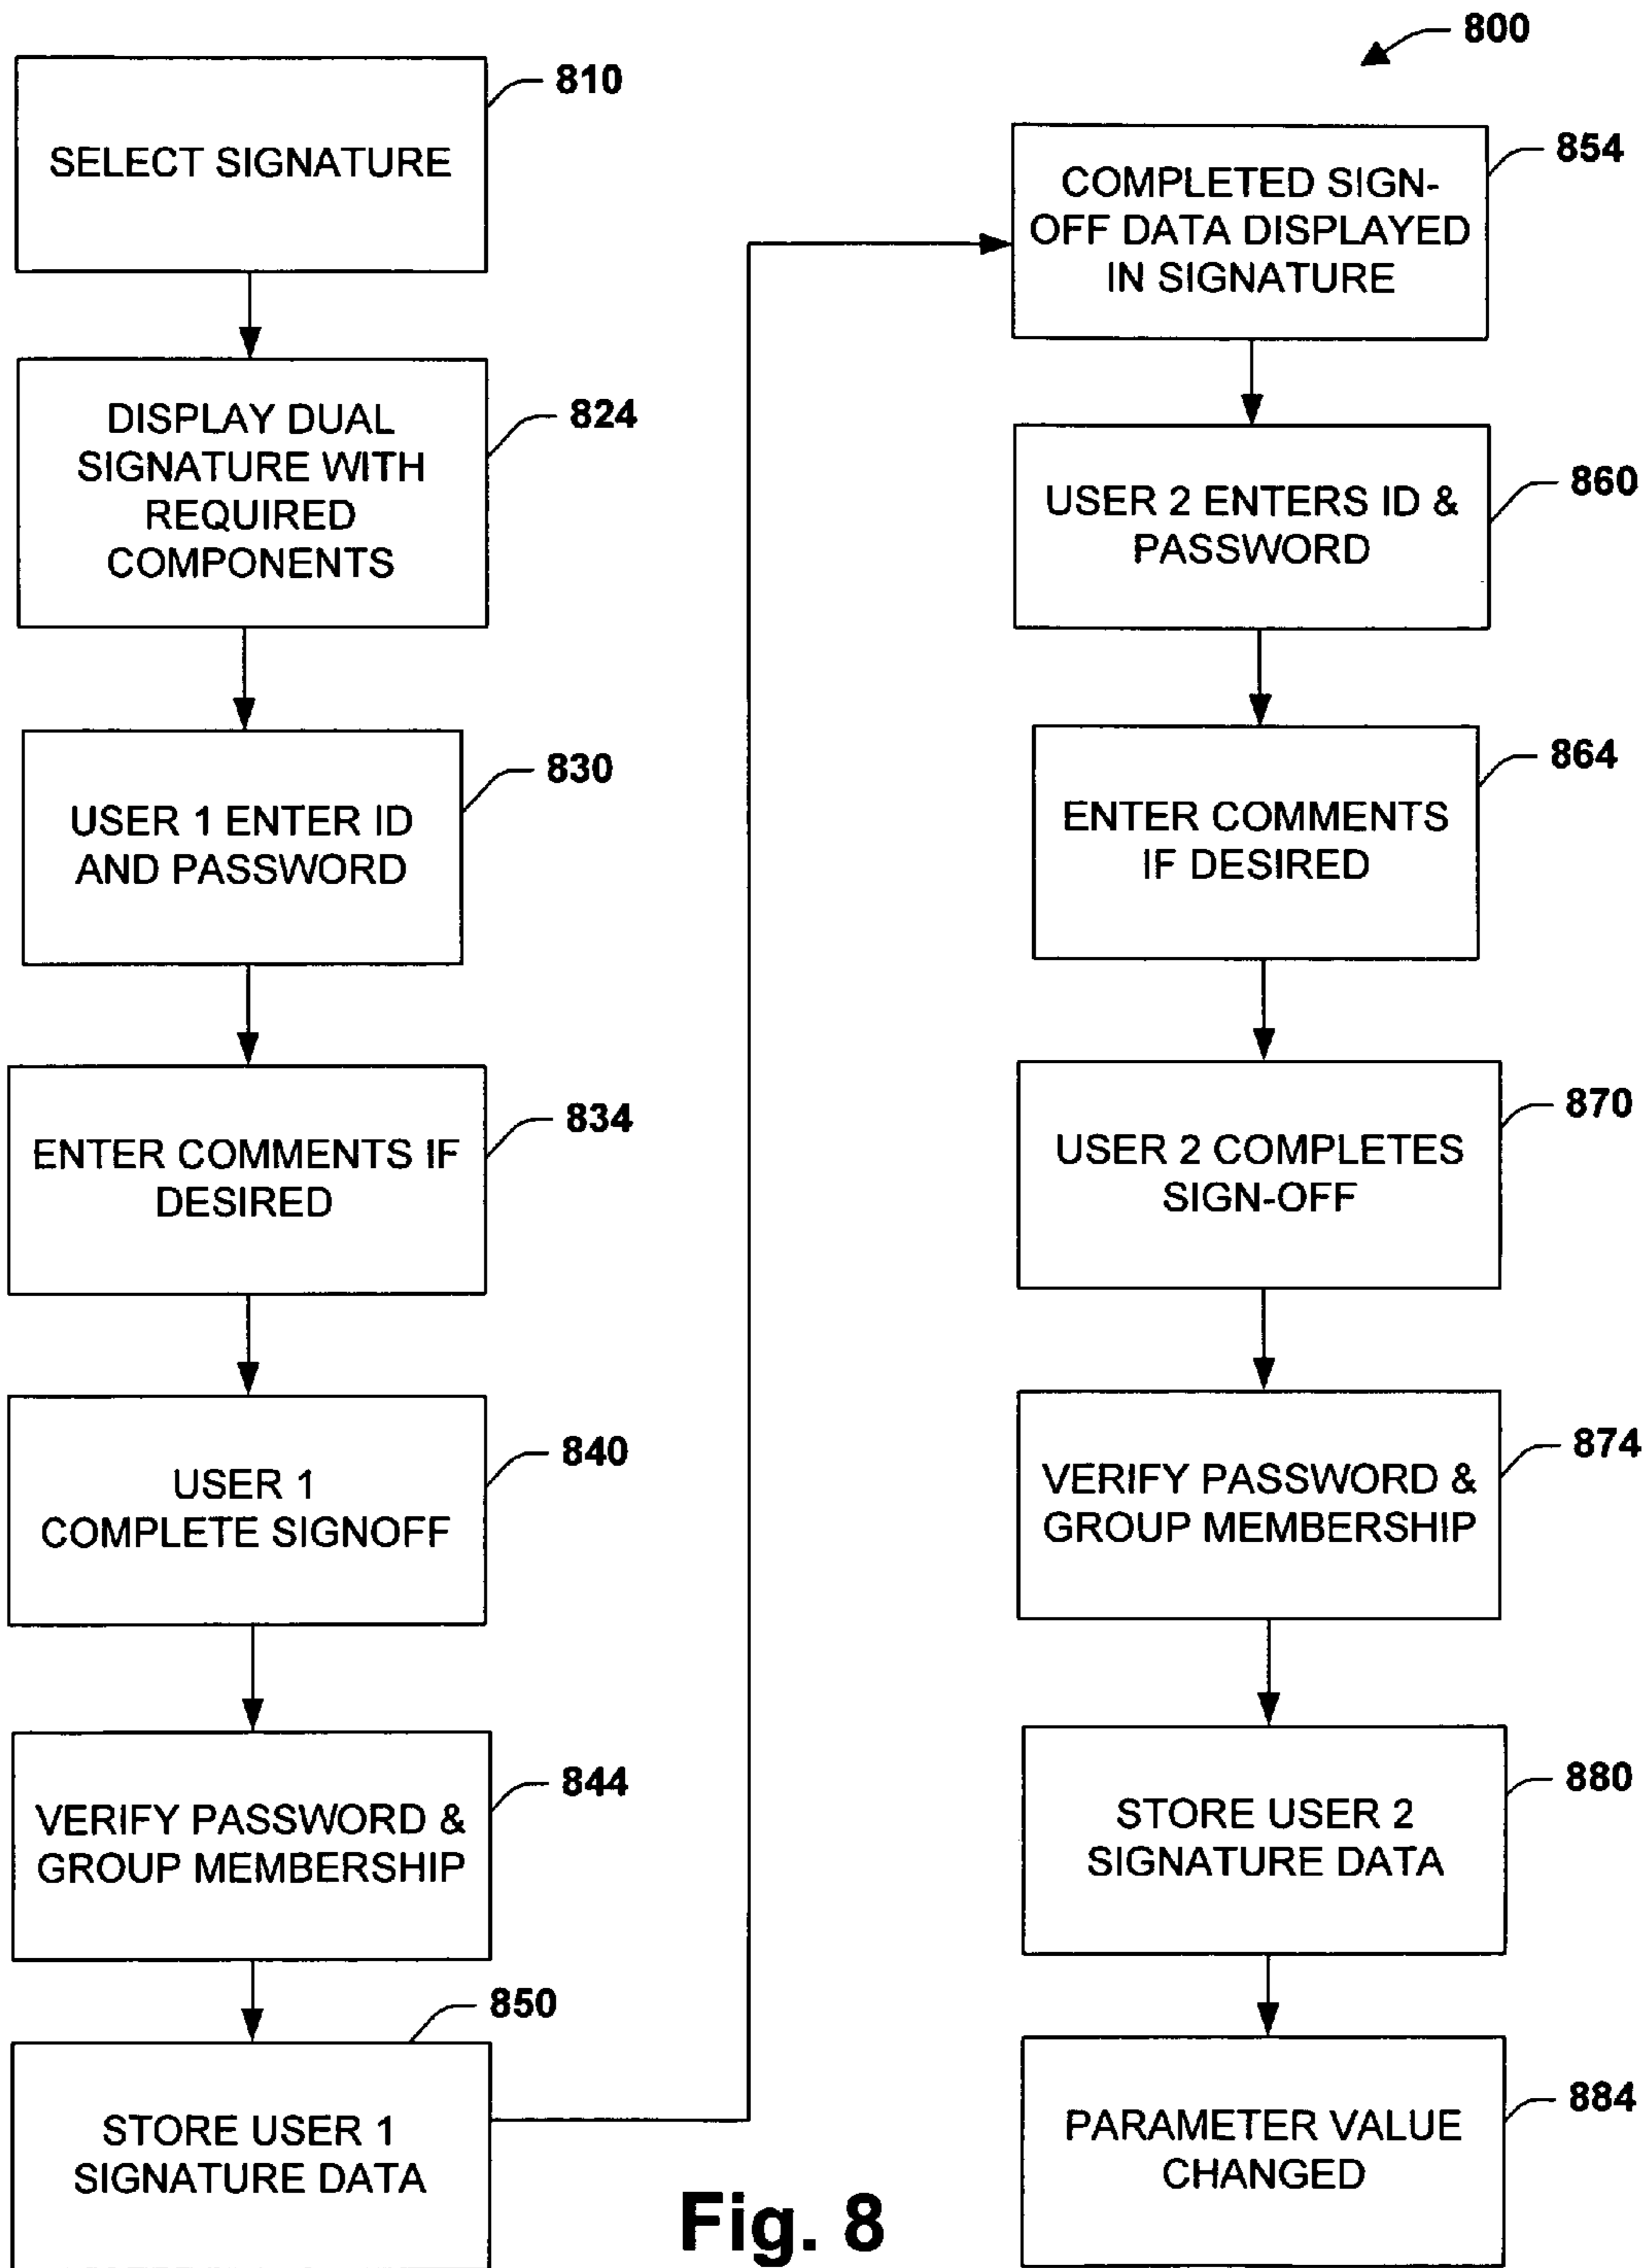 800
SELECT SIGNATURE
810
DISPLAY DUAL
SIGNATURE WITH
REQUIRED
COMPONENTS
824
USER 1 ENTER ID
AND PASSWORD
830
ENTER COMMENTS IF
DESIRED
834
USER 1
COMPLETE SIGNOFF
840
VERIFY PASSWORD &
GROUP MEMBERSHIP
844
STORE USER 1
SIGNATURE DATA
850
COMPLETED SIGN-
OFF DATA DISPLAYED
IN SIGNATURE
854
USER 2 ENTERS ID &
PASSWORD
860
ENTER COMMENTS
IF DESIRED
864
USER 2 COMPLETES
SIGN-OFF
870
VERIFY PASSWORD &
GROUP MEMBERSHIP
874
STORE USER 2
SIGNATURE DATA
880
PARAMETER VALUE
CHANGED
884
Fig. 8